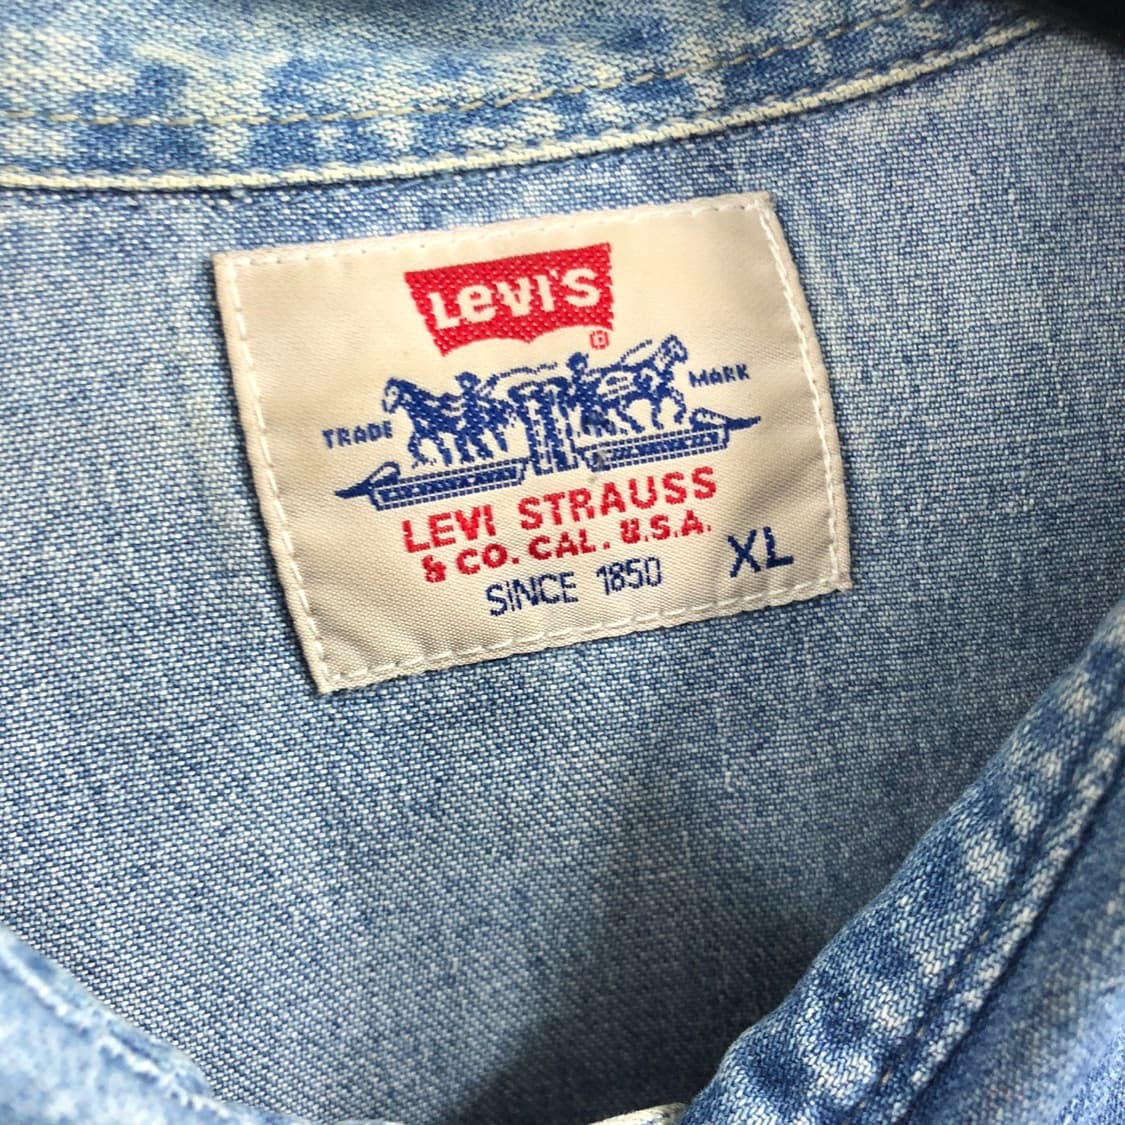 LEVI'S
®
TRADE MARK
LEVI STRAUSS
& CO. CAL. U.S.A.
SINCE 1850 XL